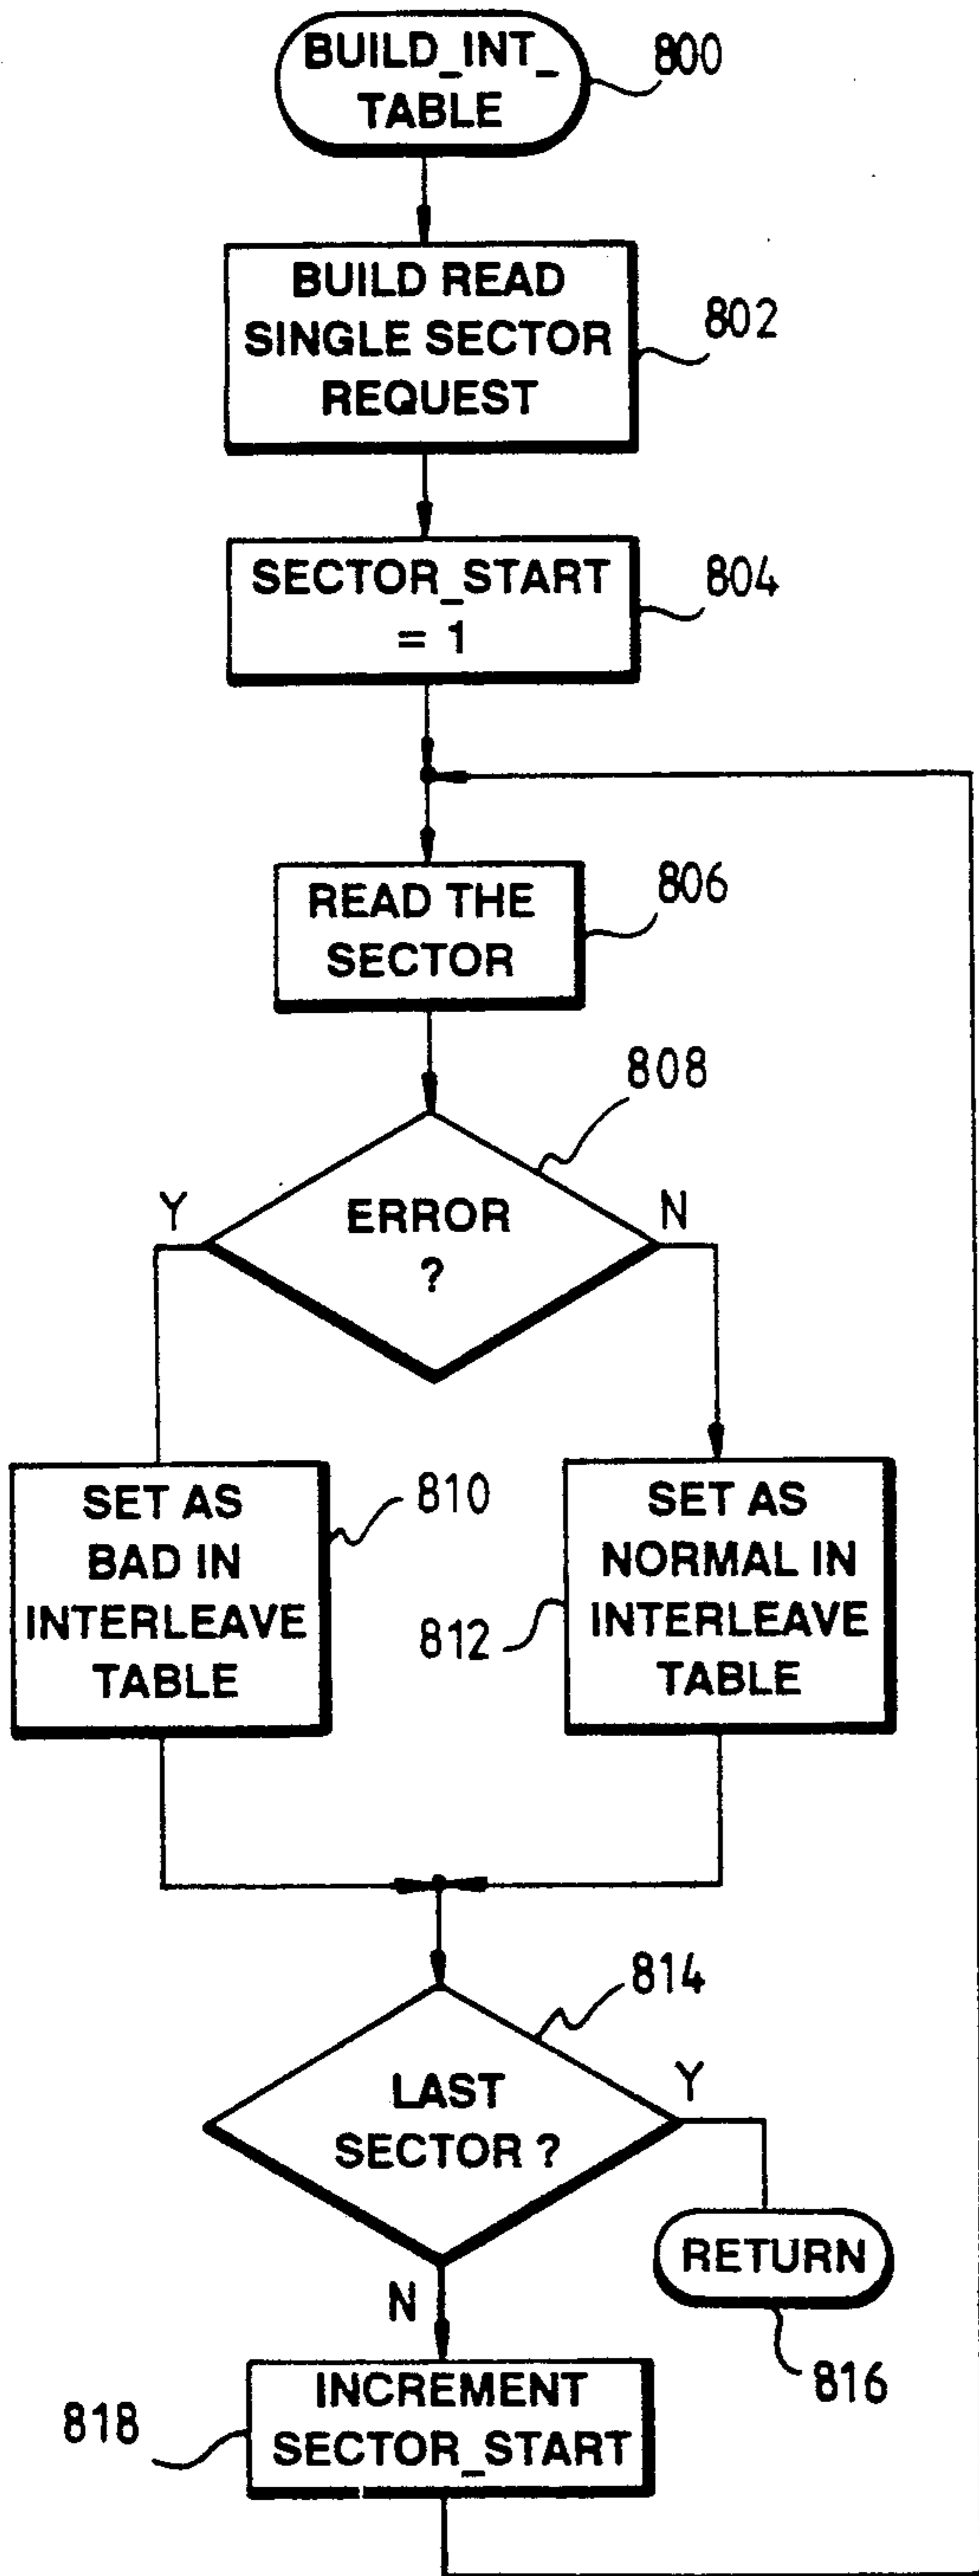 BUILD_INT_
TABLE
800
BUILD READ
SINGLE SECTOR
REQUEST
802
SECTOR_START
= 1
804
READ THE
SECTOR
806
808
ERROR
?
Y
N
SET AS
BAD IN
INTERLEAVE
TABLE
810
SET AS
NORMAL IN
INTERLEAVE
TABLE
812
814
LAST
SECTOR ?
Y
RETURN
816
N
INCREMENT
SECTOR_START
818